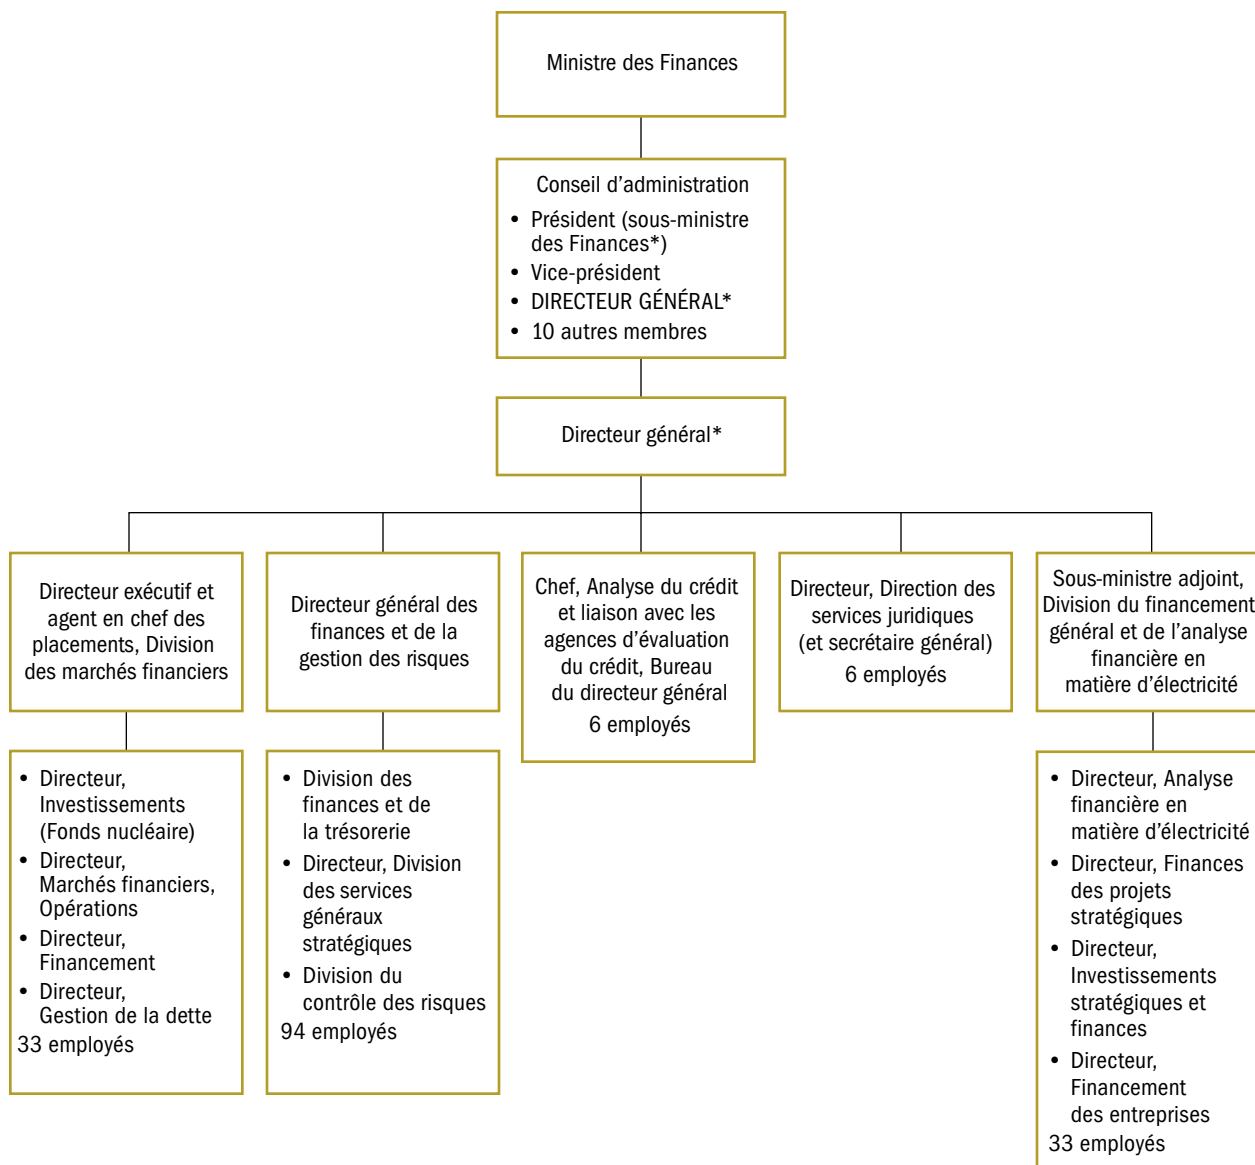 Ministre des Finances
Conseil d'administration
• Président (sous-ministre
des Finances*)
• Vice-président
• DIRECTEUR GÉNÉRAL*
• 10 autres membres
Directeur général*
Directeur exécutif et
agent en chef des
placements, Division
des marchés financiers
Directeur général des
finances et de la
gestion des risques
Chef, Analyse du crédit
et liaison avec les
agences d'évaluation
du crédit, Bureau
du directeur général
6 employés
Directeur, Direction des
services juridiques
(et secrétaire général)
6 employés
Sous-ministre adjoint,
Division du financement
général et de l'analyse
financière en
matière d'électricité
• Directeur,
Investissements
(Fonds nucléaire)
• Directeur,
Marchés financiers,
Opérations
• Directeur,
Financement
• Directeur,
Gestion de la dette
33 employés
• Division des
finances et de
la trésorerie
• Directeur, Division
des services
généraux
stratégiques
• Division du
contrôle des risques
94 employés
• Directeur, Analyse
financière en
matière d'électricité
• Directeur, Finances
des projets
stratégiques
• Directeur,
Investissements
stratégiques et
finances
• Directeur,
Financement
des entreprises
33 employés